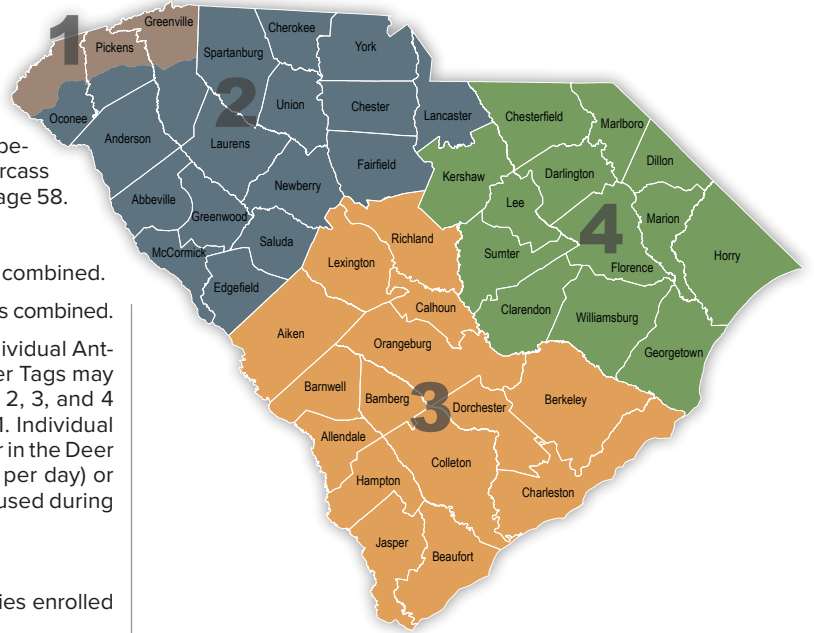 pe-
rcass
age 58.
combined.
s combined.
ividual Ant-
er Tags may
2, 3, and 4
1. Individual
r in the Deer
per day) or
used during
ies enrolled
1
Greenville
Pickens
Oconee
2
Cherokee
York
Spartanburg
Union
Chester
Lancaster
Anderson
Laurens
Fairfield
Abbeville
Newberry
Greenwood
McCormick
Saluda
Edgefield
4
Chesterfield
Marlboro
Dillon
Darlington
Kershaw
Lee
Marion
Sumter
Florence
Horry
Clarendon
Williamsburg
Georgetown
3
Richland
Lexington
Calhoun
Aiken
Orangeburg
Barnwell
Bamberg
Dorchester
Berkeley
Allendale
Colleton
Hampton
Charleston
Jasper
Beaufort